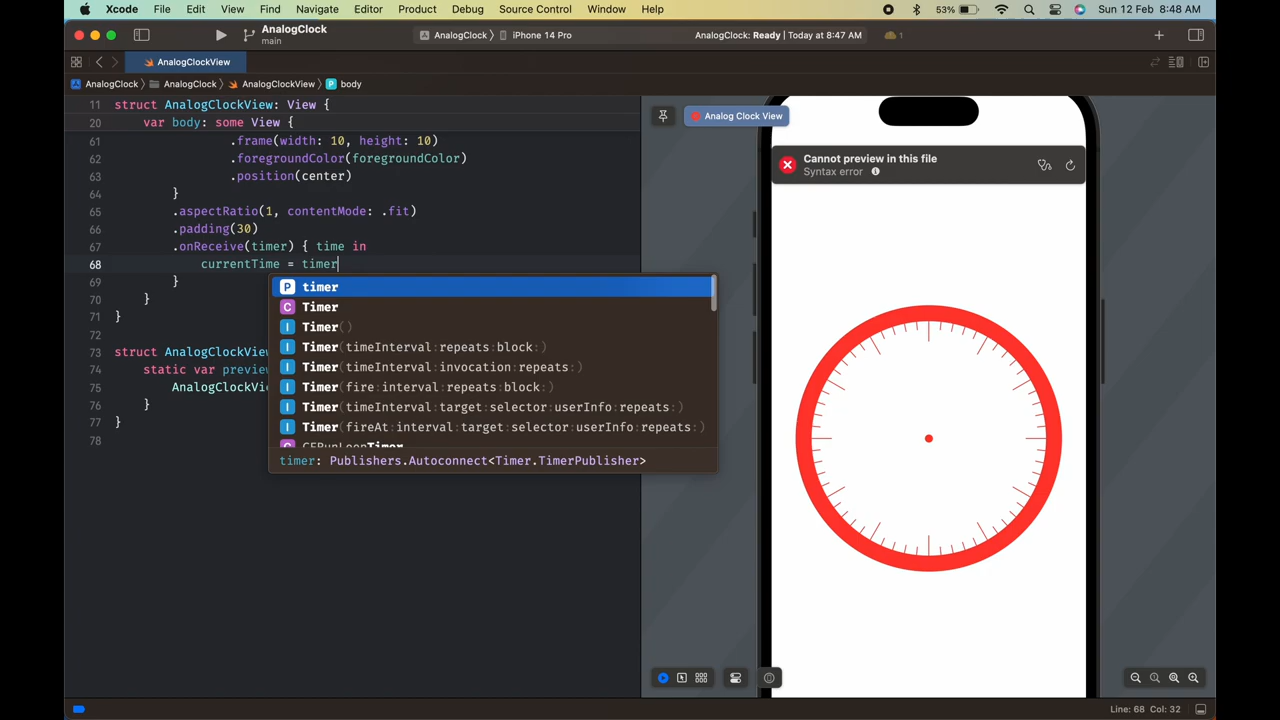 Xcode File Edit View Find Navigate Editor Product Debug Source Control Window Help 53% Sun 12 Feb 8:48 AM
AnalogClock
main
AnalogClock iPhone 14 Pro
AnalogClock: Ready | Today at 8:47 AM
1
AnalogClockView
AnalogClock AnalogClock AnalogClockView P body
11 struct AnalogClockView: View {
20 var body: some View {
61 .frame(width: 10, height: 10)
62 .foregroundColor(foregroundColor)
63 .position(center)
64 }
65 .aspectRatio(1, contentMode: .fit)
66 .padding(30)
67 .onReceive(timer) { time in
68 currentTime = timer
69 }
70 }
71 }
72
73 struct AnalogClockView
74 static var preview
75 AnalogClockVi
76 }
77 }
78
P timer
C Timer
I Timer()
I Timer(timeInterval:repeats:block:)
I Timer(timeInterval:invocation:repeats:)
I Timer(fire:interval:repeats:block:)
I Timer(timeInterval:target:selector:userInfo:repeats:)
I Timer(fireAt:interval:target:selector:userInfo:repeats:)
CFRunLoopTimer
timer: Publishers.Autoconnect<Timer.TimerPublisher>
Analog Clock View
Cannot preview in this file
Syntax error
Line: 68 Col: 32